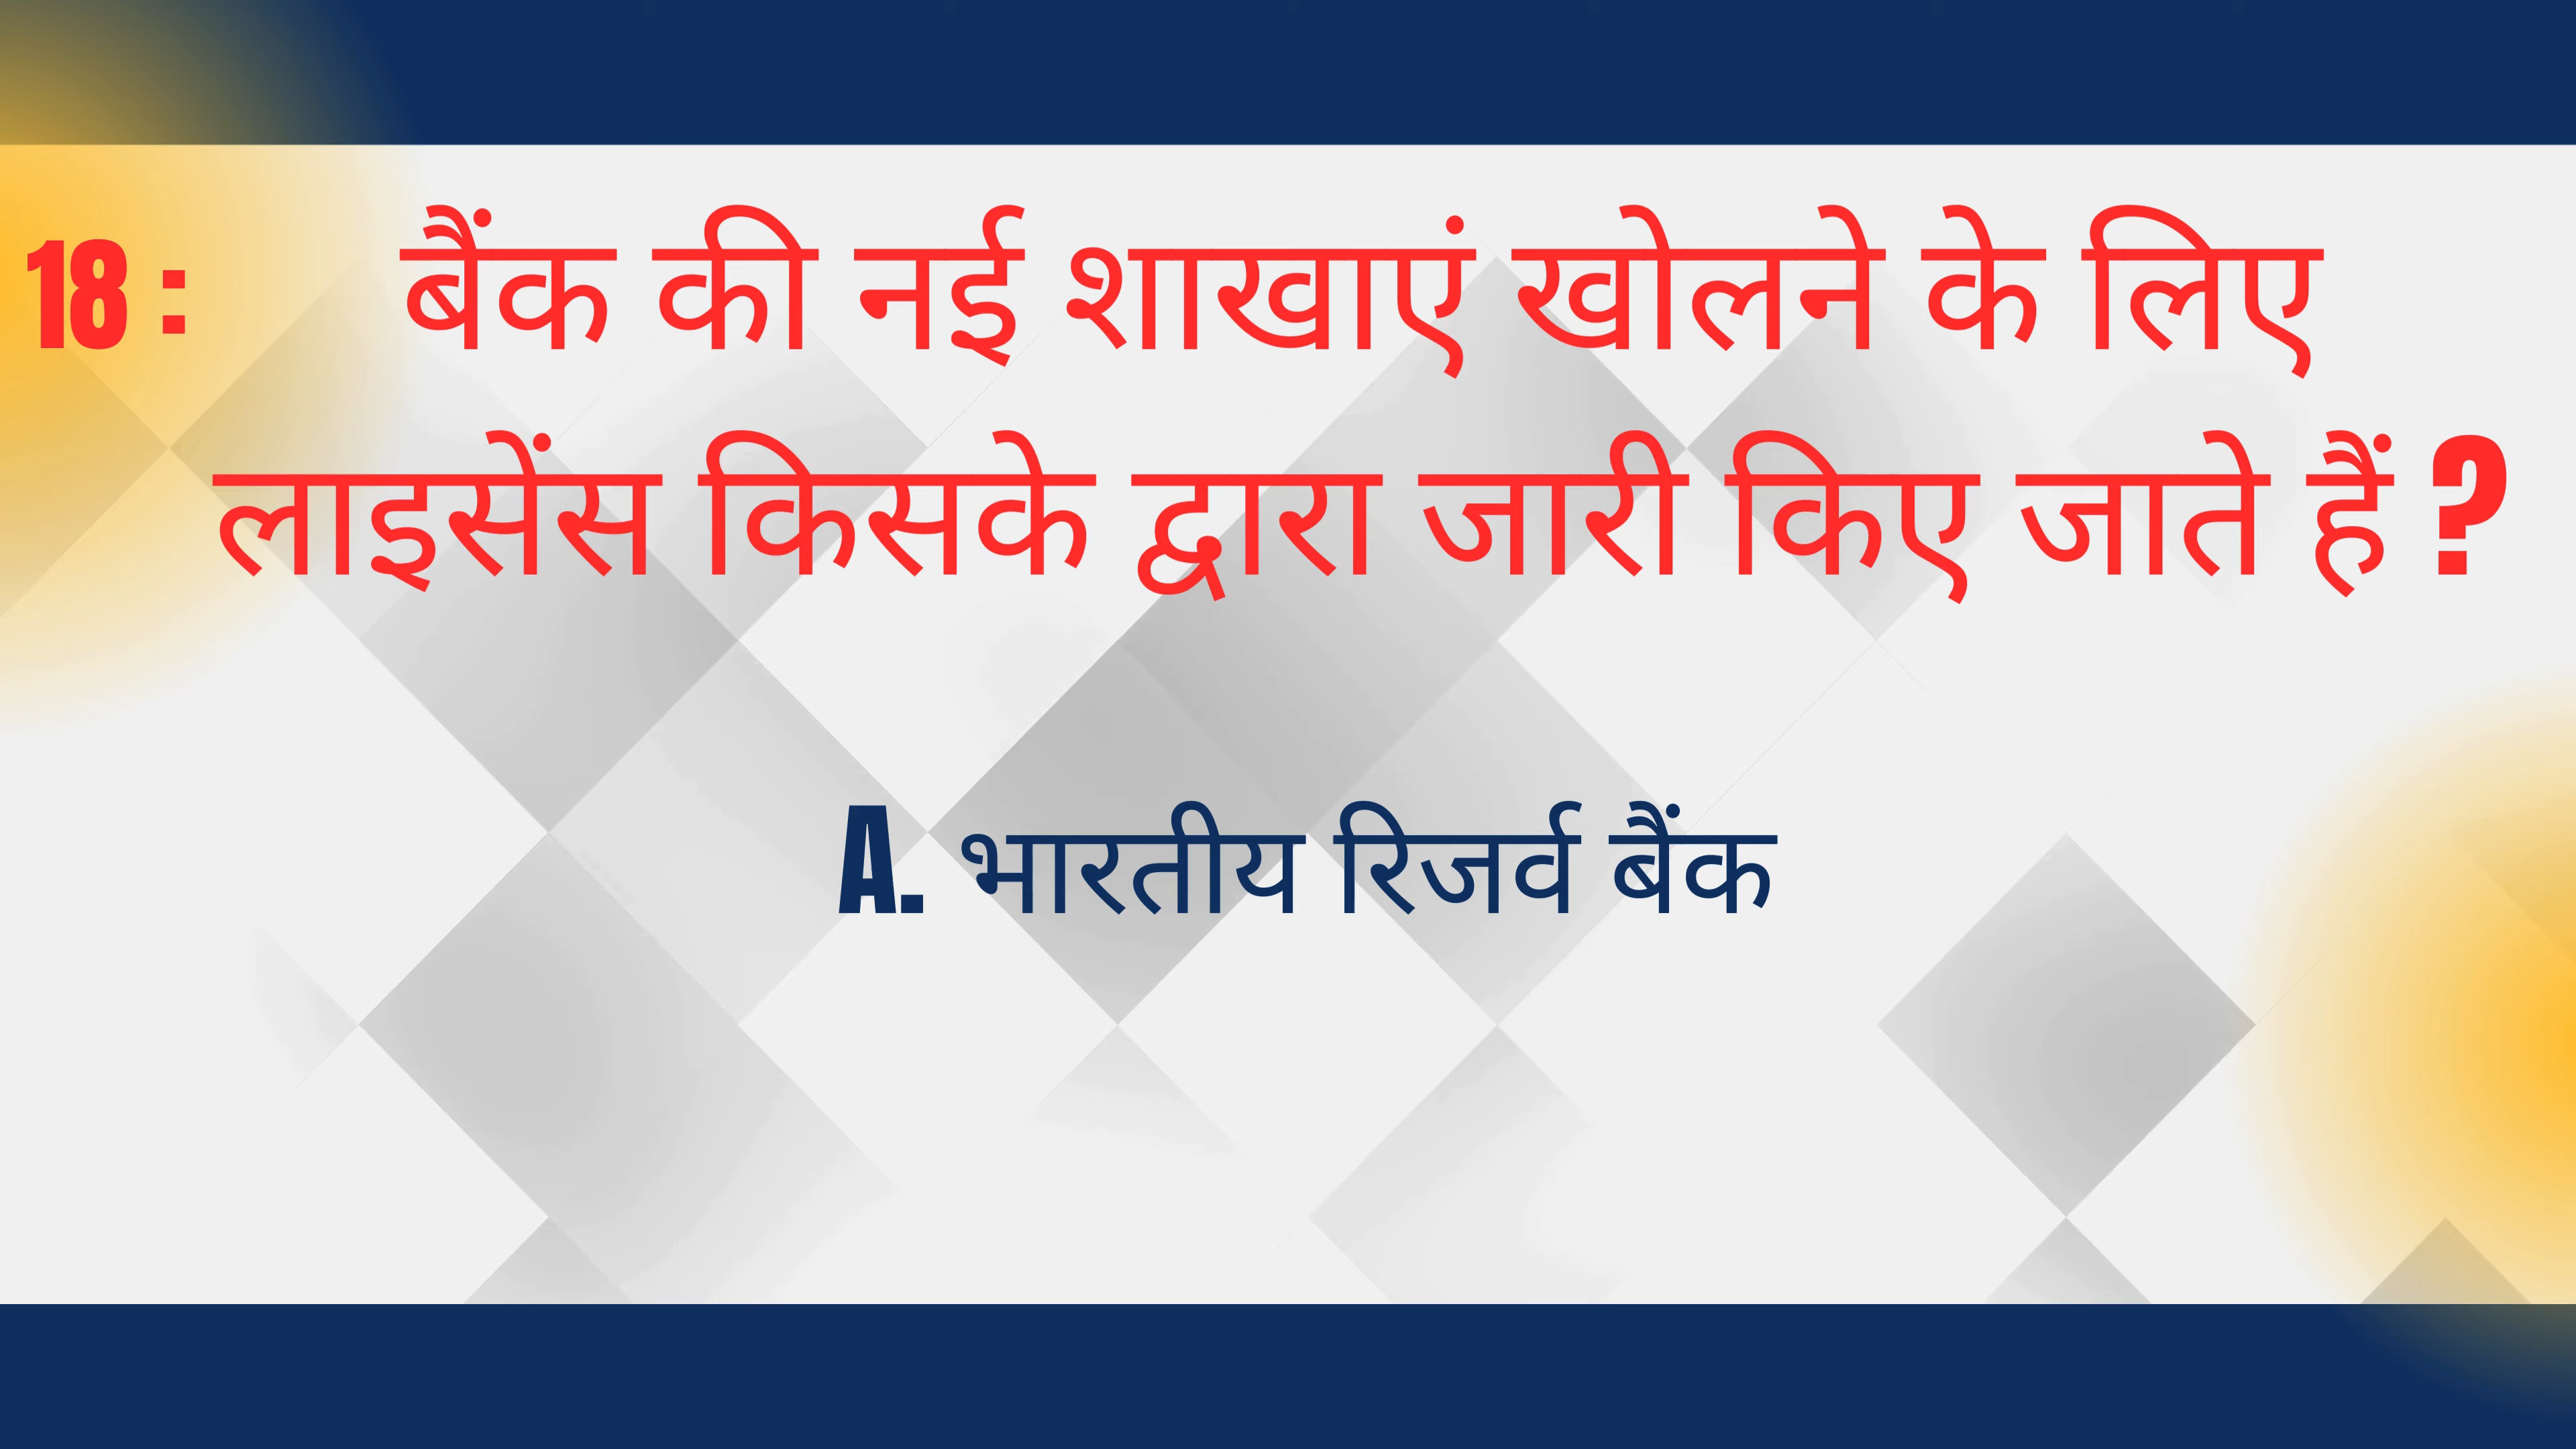 18 : बैंक की नई शाखाएं खोलने के लिए
लाइसेंस किसके द्वारा जारी किए जाते हैं ?
A. भारतीय रिजर्व बैंक